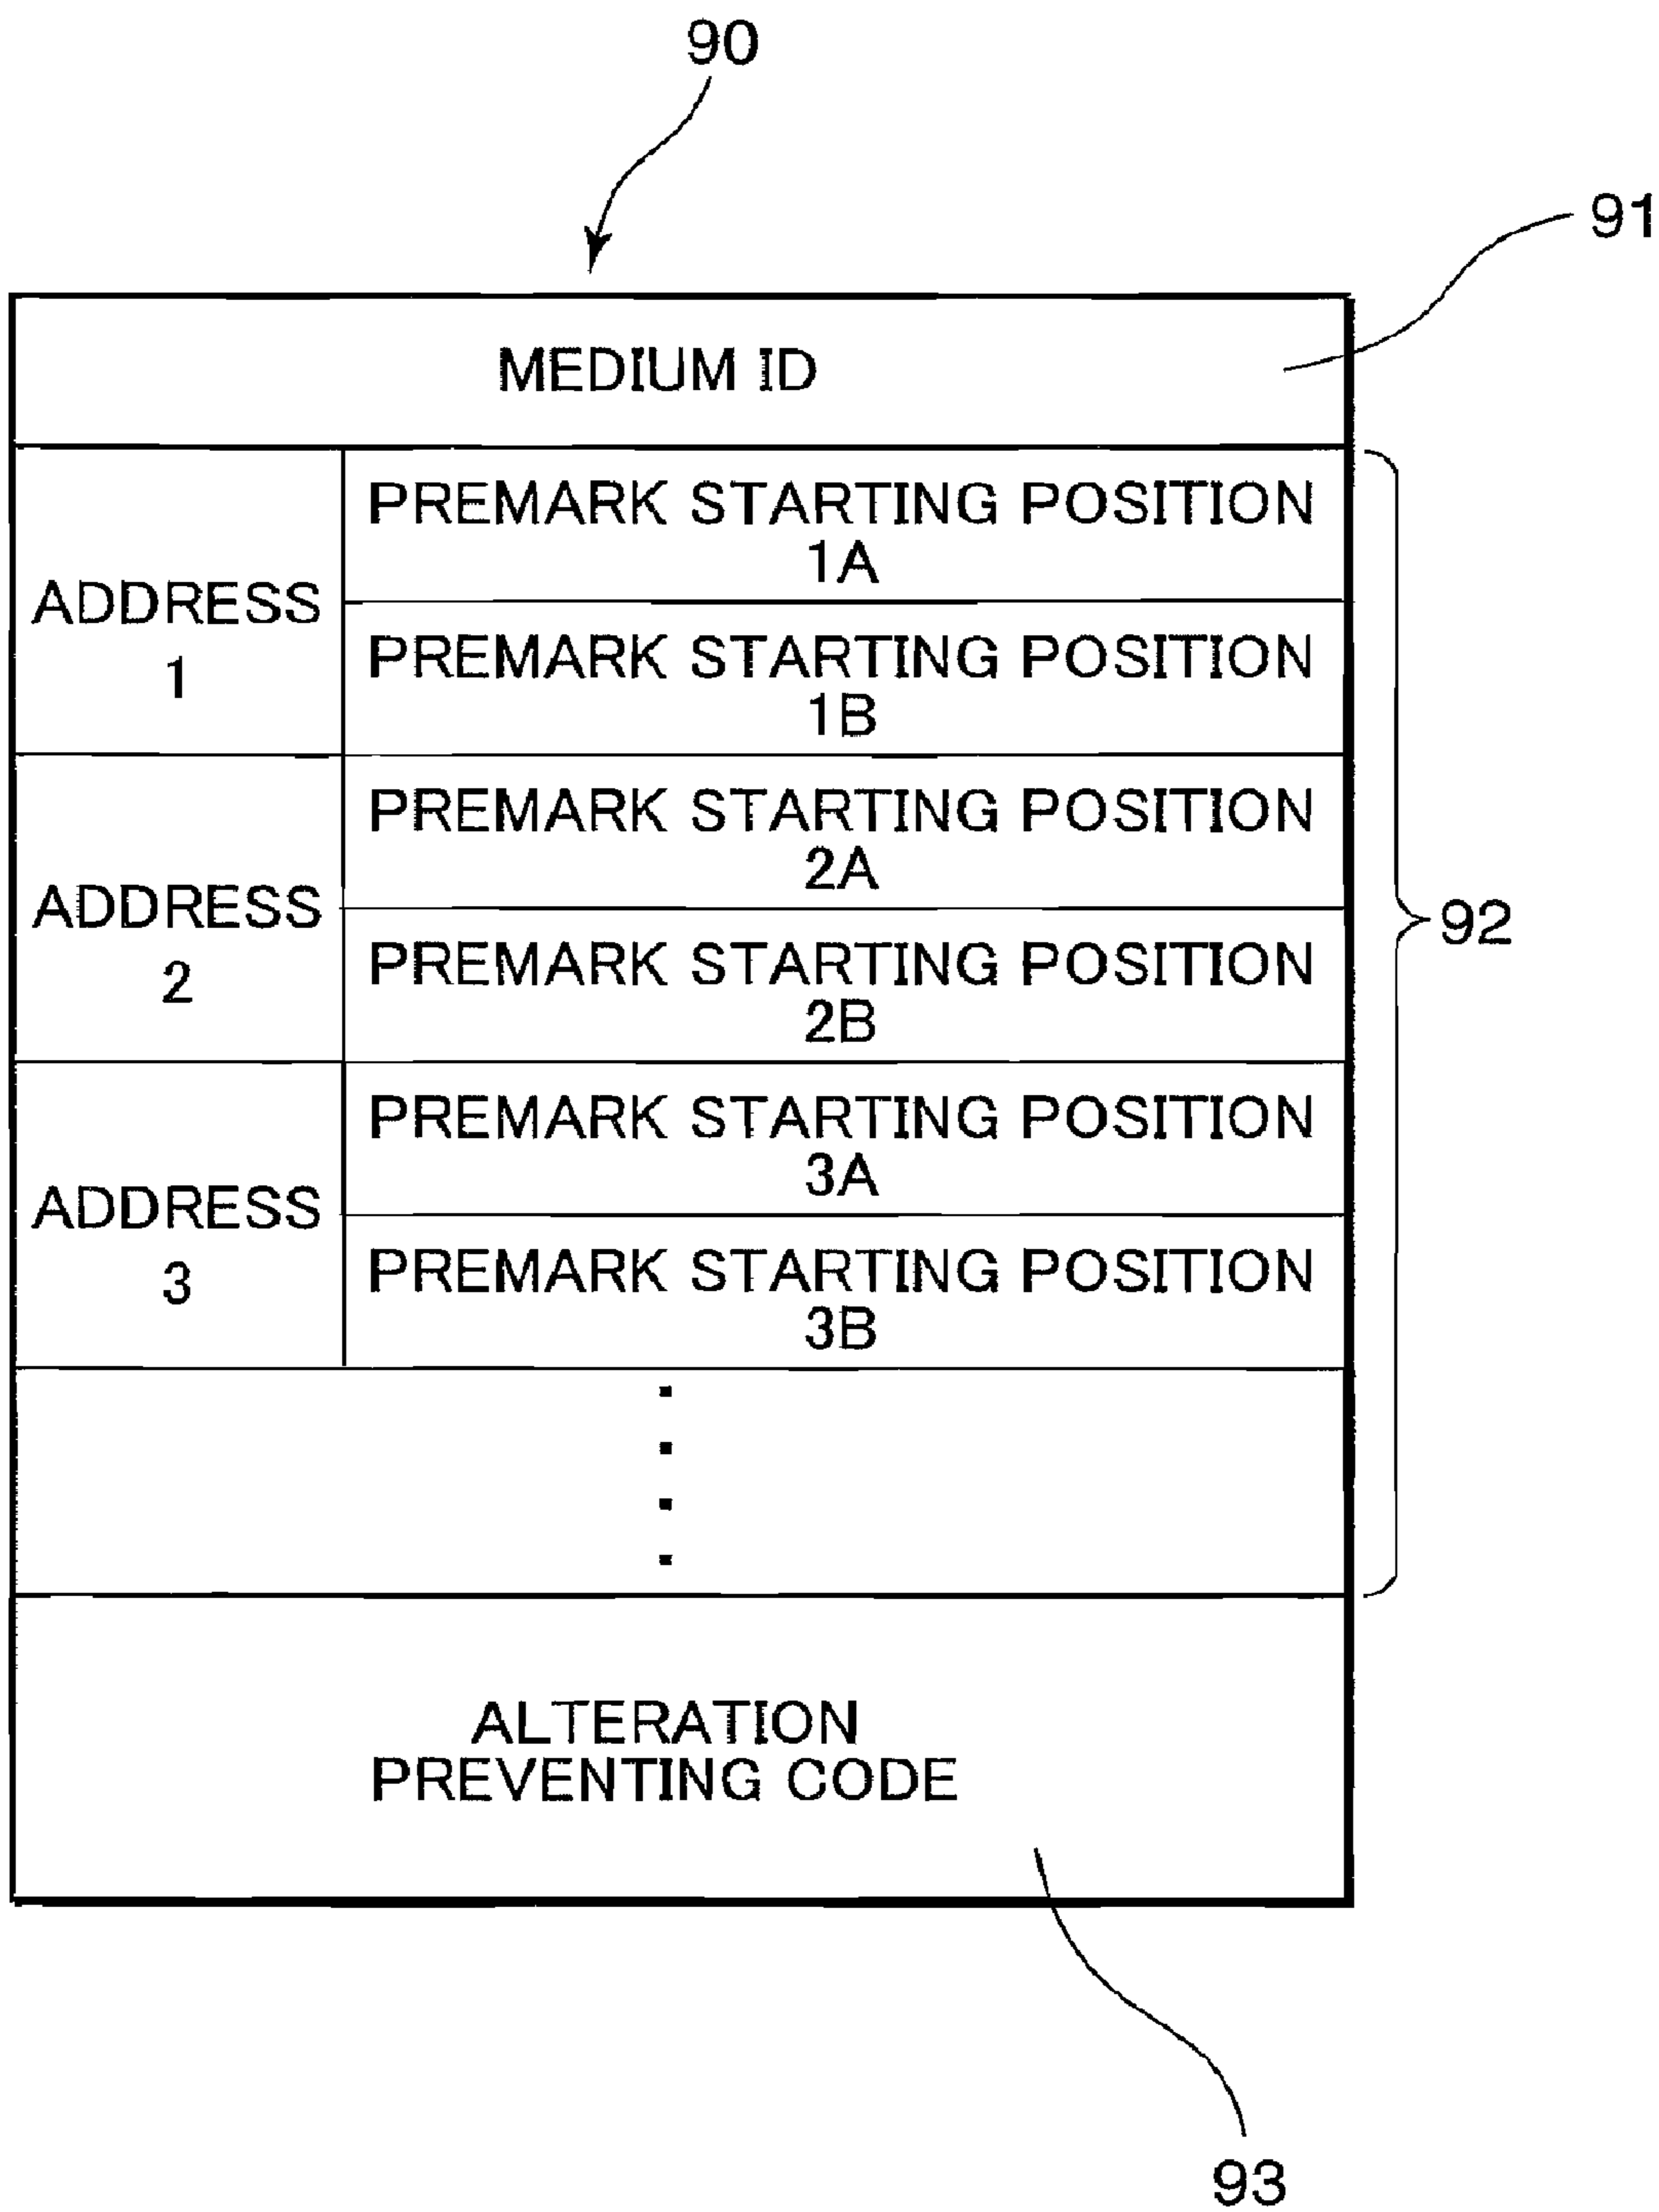 90
91
MEDIUM ID
ADDRESS
1
PREMARK STARTING POSITION
1A
PREMARK STARTING POSITION
1B
ADDRESS
2
PREMARK STARTING POSITION
2A
PREMARK STARTING POSITION
2B
92
ADDRESS
3
PREMARK STARTING POSITION
3A
PREMARK STARTING POSITION
3B
ALTERATION
PREVENTING CODE
93